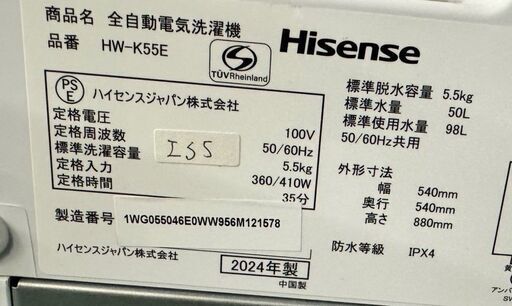 商品名 全自動電気洗濯機
品番 HW-K55E
TÜVRheinland
Hisense
PS
E
ハイセンスジャパン株式会社
定格電圧 100V
定格周波数 50/60Hz
標準洗濯容量 5.5kg
定格入力 360/410W
定格時間 35分
I55
製造番号 1WG055046E0WW956M121578
ハイセンスジャパン株式会社
2024年製
中国製
標準脱水容量 5.5kg
標準水量 50L
標準使用水量 98L
50/60Hz共用
外形寸法
幅 540mm
奥行 540mm
高さ 880mm
防水等級 IPX4